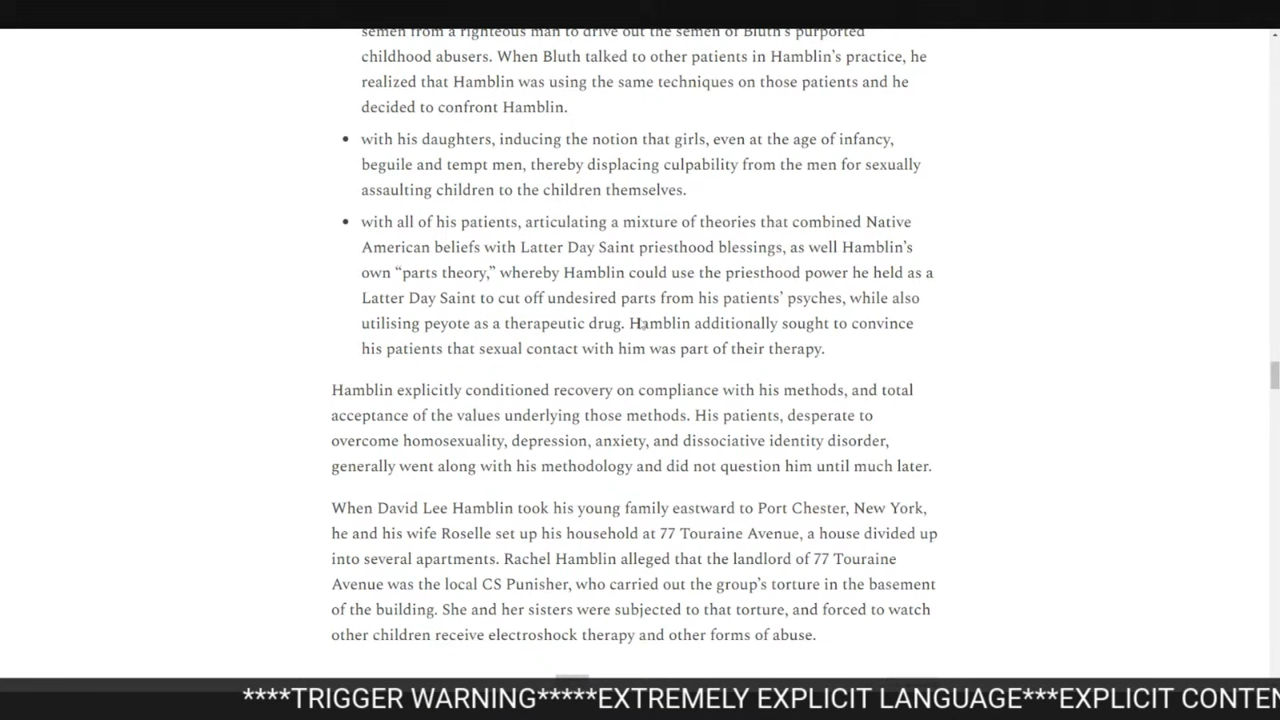 semen from a righteous man to drive out the semen of Bluth's purported
childhood abusers. When Bluth talked to other patients in Hamblin's practice, he
realized that Hamblin was using the same techniques on those patients and he
decided to confront Hamblin.
• with his daughters, inducing the notion that girls, even at the age of infancy,
beguile and tempt men, thereby displacing culpability from the men for sexually
assaulting children to the children themselves.
• with all of his patients, articulating a mixture of theories that combined Native
American beliefs with Latter Day Saint priesthood blessings, as well Hamblin's
own “parts theory,” whereby Hamblin could use the priesthood power he held as a
Latter Day Saint to cut off undesired parts from his patients' psyches, while also
utilising peyote as a therapeutic drug. Hamblin additionally sought to convince
his patients that sexual contact with him was part of their therapy.
Hamblin explicitly conditioned recovery on compliance with his methods, and total
acceptance of the values underlying those methods. His patients, desperate to
overcome homosexuality, depression, anxiety, and dissociative identity disorder,
generally went along with his methodology and did not question him until much later.
When David Lee Hamblin took his young family eastward to Port Chester, New York,
he and his wife Roselle set up his household at 77 Touraine Avenue, a house divided up
into several apartments. Rachel Hamblin alleged that the landlord of 77 Touraine
Avenue was the local CS Punisher, who carried out the group's torture in the basement
of the building. She and her sisters were subjected to that torture, and forced to watch
other children receive electroshock therapy and other forms of abuse.
****TRIGGER WARNING*****EXTREMELY EXPLICIT LANGUAGE***EXPLICIT CONTEN